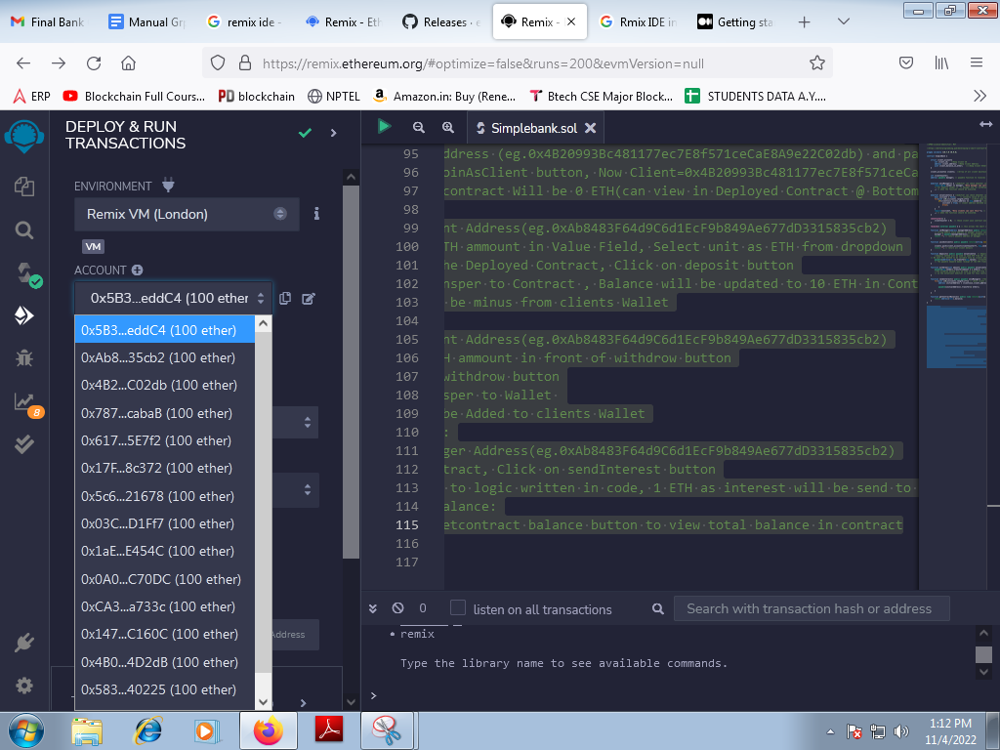 Final Bank
Manual Gr
remix ide -
Remix - Eth
Releases · e
Remix -
Rmix IDE in
Getting sta
https://remix.ethereum.org/#optimize=false&runs=200&evmVersion=null
ERP
Blockchain Full Cours...
PD blockchain
NPTEL
Amazon.in: Buy (Rene...
Btech CSE Major Block...
STUDENTS DATA A.Y....
DEPLOY & RUN
TRANSACTIONS
ENVIRONMENT
Remix VM (London)
VM
ACCOUNT
0x5B3...eddC4 (100 ether
0x5B3...eddC4 (100 ether)
0xAb8...35cb2 (100 ether)
0x4B2...C02db (100 ether)
0x787...cabaB (100 ether)
0x617...5E7f2 (100 ether)
0x17F...8c372 (100 ether)
0x5c6...21678 (100 ether)
0x03C...D1Ff7 (100 ether)
0x1aE...E454C (100 ether)
0x0A0...C70DC (100 ether)
0xCA3...a733c (100 ether)
0x147...C160C (100 ether)
0x4B0...4D2dB (100 ether)
0x583...40225 (100 ether)
Address
8
Simplebank.sol
95 ddress (eg.0x4B20993Bc481177ec7E8f571ceCaE8A9e22C02db) and pa
96 oinAsClient button, Now Client=0x4B20993Bc481177ec7E8f571ceCa
97 contract Will be 0 ETH(can view in Deployed Contract @ Bottom
98
99 nt Address(eg.0xAb8483F64d9C6d1EcF9b849Ae677dD3315835cb2)
100 TH ammount in Value Field, Select unit as ETH from dropdown
101 he Deployed Contract, Click on deposit button
102 nsper to Contract , Balance will be updated to 10 ETH in Cont
103 be minus from clients Wallet
104
105 nt Address(eg.0xAb8483F64d9C6d1EcF9b849Ae677dD3315835cb2)
106 H ammount in front of withdrow button
107 withdrow button
108 sper to Wallet
109 be Added to clients Wallet
110 :
111 ger Address(eg.0xAb8483F64d9C6d1EcF9b849Ae677dD3315835cb2)
112 tract, Click on sendInterest button
113 to logic written in code, 1 ETH as interest will be send to
114 alance:
115 etcontract balance button to view total balance in contract
116
117
0
listen on all transactions
Search with transaction hash or address
• remix
Type the library name to see available commands.
>
1:12 PM
11/4/2022